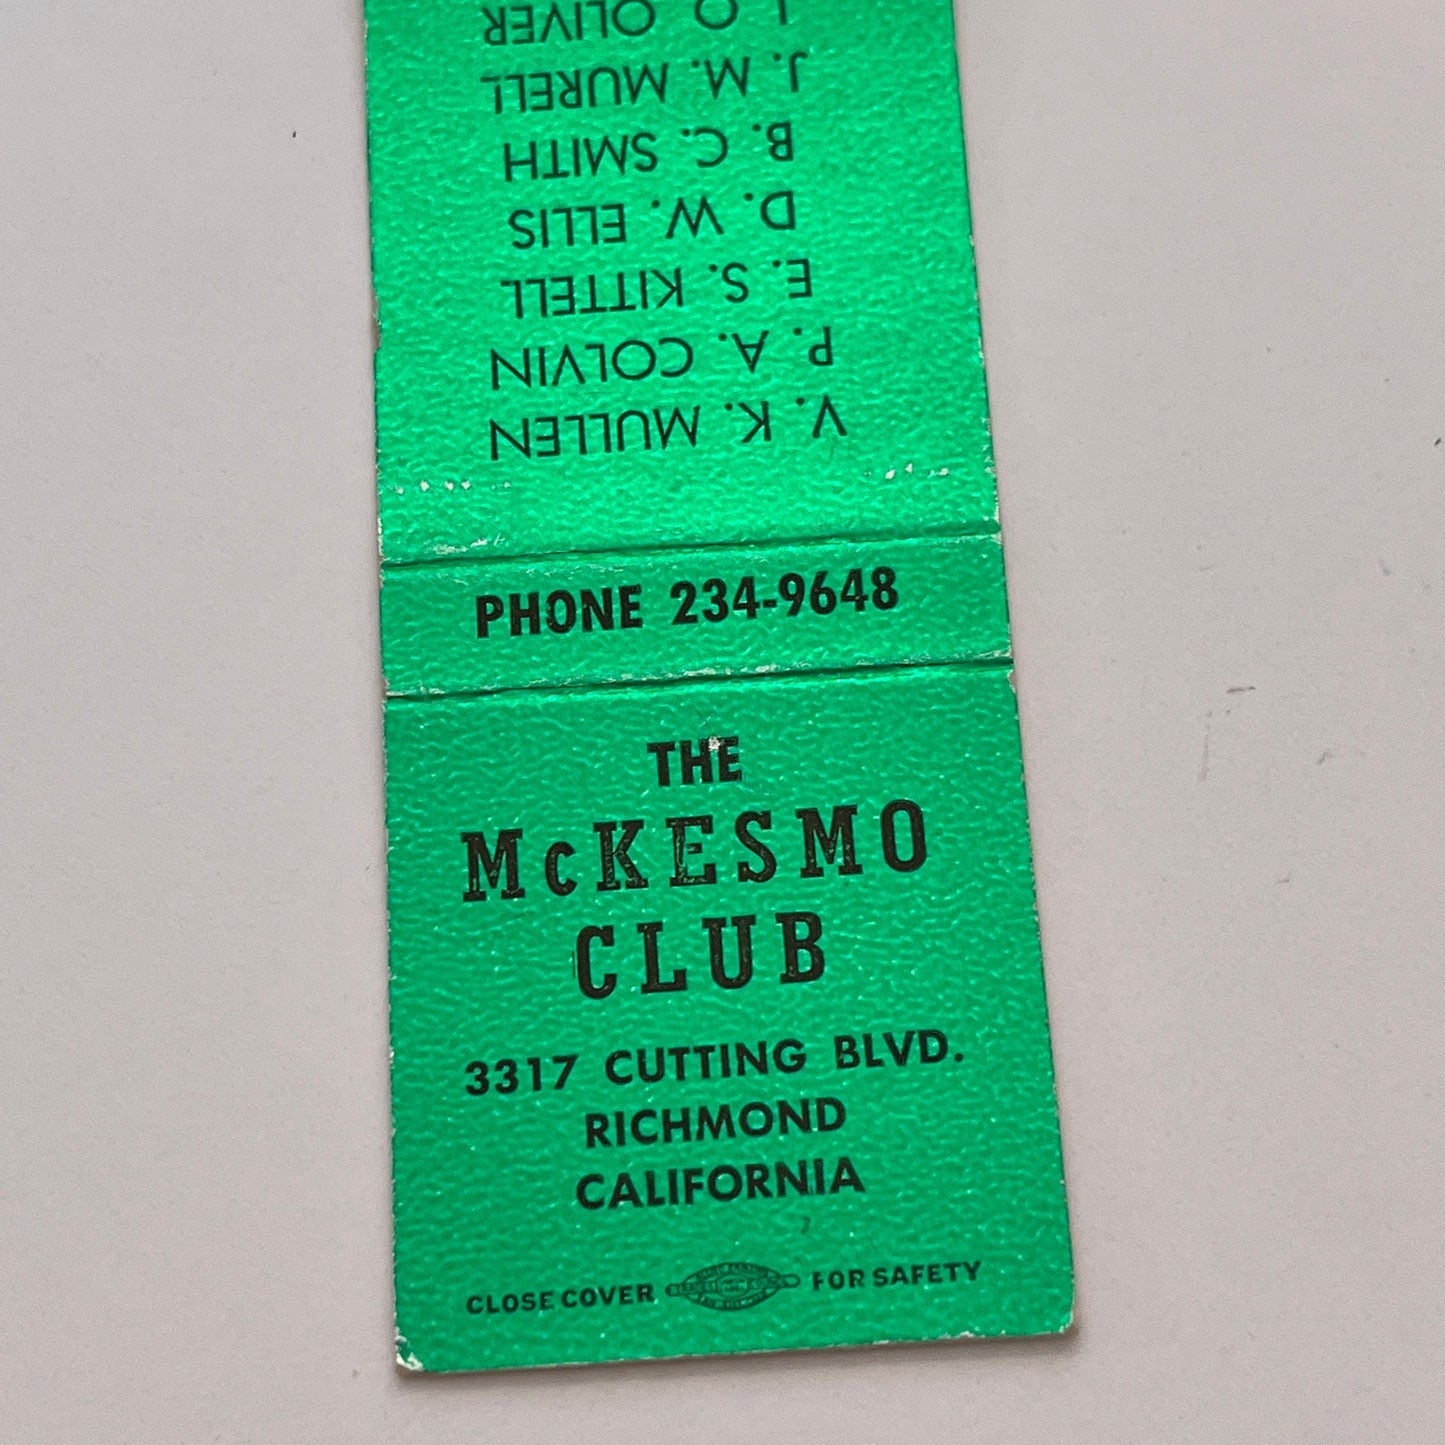 V. K. MULLEN
P. A. COLVIN
E. S. KITTELL
D. W. ELLIS
B. C. SMITH
J. M. MURELL
O. OLIVER
PHONE 234-9648
THE
McKESMO
CLUB
3317 CUTTING BLVD.
RICHMOND
CALIFORNIA
CLOSE COVER FOR SAFETY